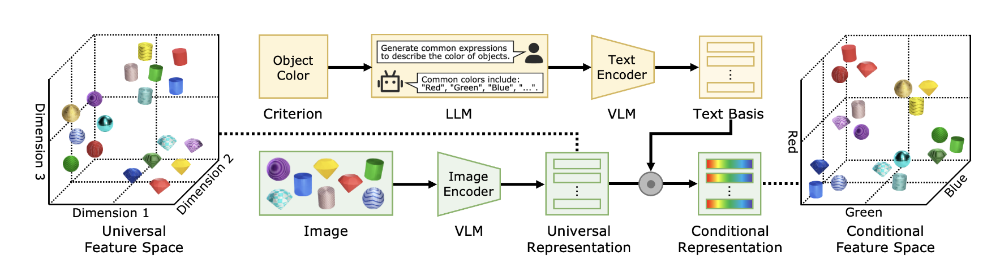 Dimension 3
Dimension 1
Dimension 2
Universal
Feature Space
Object
Color
Criterion
Generate common expressions
to describe the color of objects.
Common colors include:
"Red", "Green", "Blue", "...".
LLM
Text
Encoder
VLM
⋮
Text Basis
Image
Image
Encoder
VLM
⋮
Universal
Representation
⋮
Conditional
Representation
Red
Green
Blue
Conditional
Feature Space